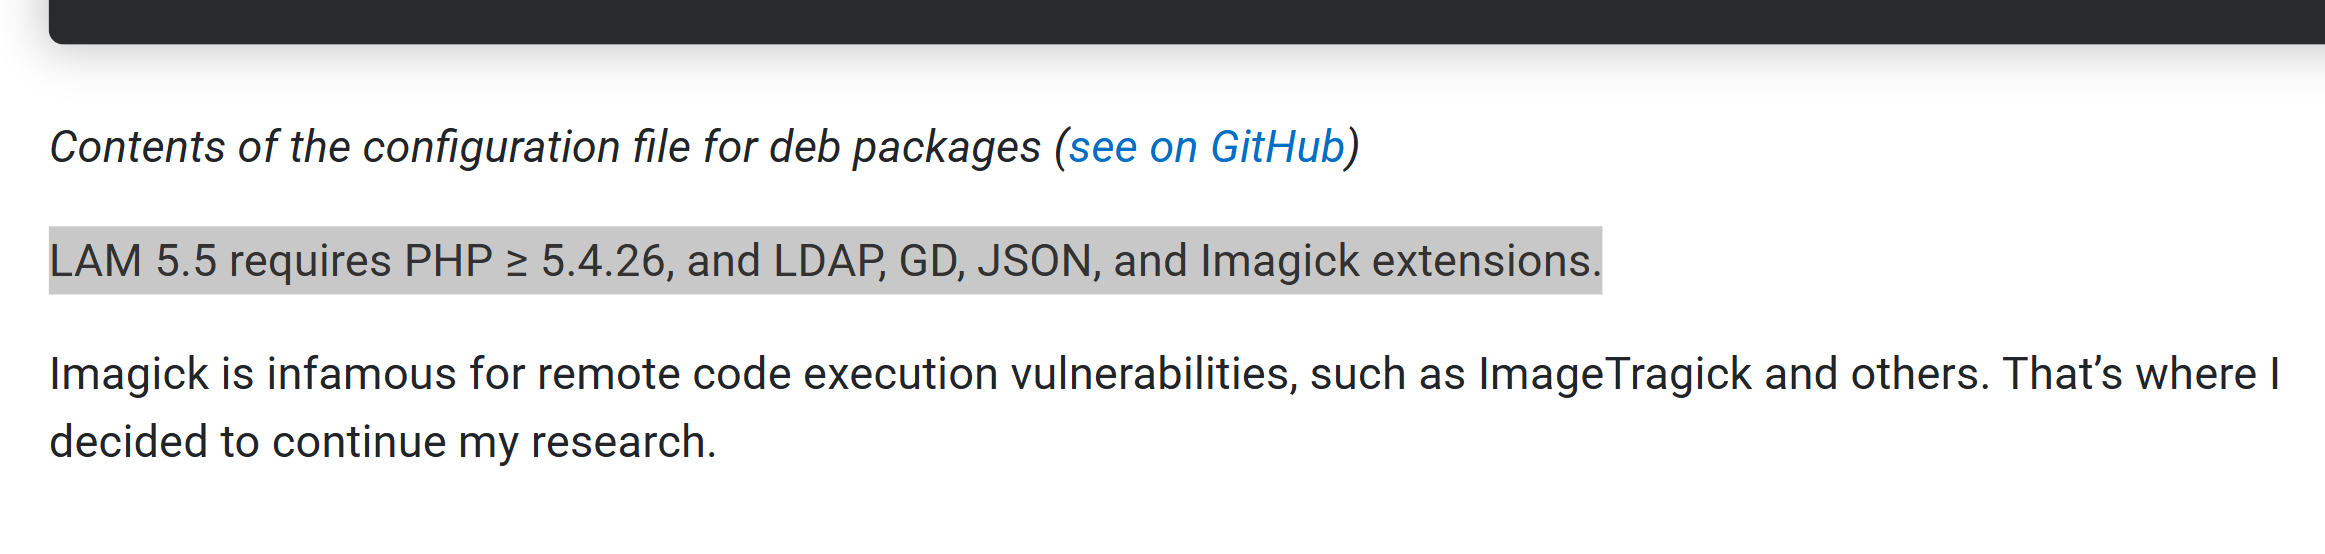 Contents of the configuration file for deb packages (see on GitHub)
LAM 5.5 requires PHP ≥ 5.4.26, and LDAP, GD, JSON, and Imagick extensions.
Imagick is infamous for remote code execution vulnerabilities, such as ImageTragick and others. That’s where I
decided to continue my research.